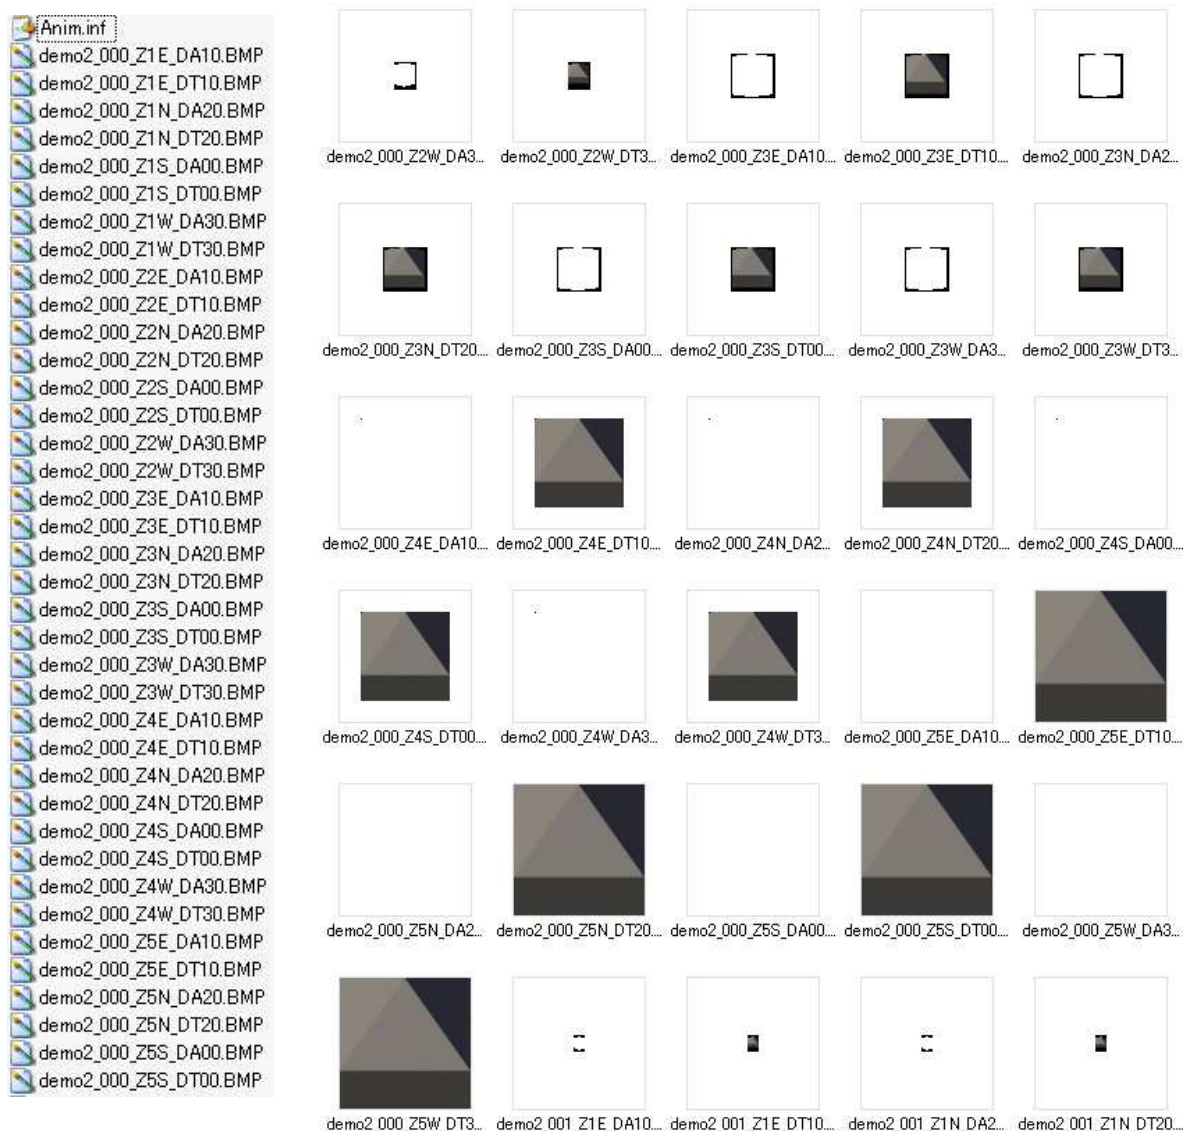 Anim.inf
demo2_000_Z1E_DA10.BMP
demo2_000_Z1E_DT10.BMP
demo2_000_Z1N_DA20.BMP
demo2_000_Z1N_DT20.BMP
demo2_000_Z1S_DA00.BMP
demo2_000_Z1S_DT00.BMP
demo2_000_Z1W_DA30.BMP
demo2_000_Z1W_DT30.BMP
demo2_000_Z2E_DA10.BMP
demo2_000_Z2E_DT10.BMP
demo2_000_Z2N_DA20.BMP
demo2_000_Z2N_DT20.BMP
demo2_000_Z2S_DA00.BMP
demo2_000_Z2S_DT00.BMP
demo2_000_Z2W_DA30.BMP
demo2_000_Z2W_DT30.BMP
demo2_000_Z3E_DA10.BMP
demo2_000_Z3E_DT10.BMP
demo2_000_Z3N_DA20.BMP
demo2_000_Z3N_DT20.BMP
demo2_000_Z3S_DA00.BMP
demo2_000_Z3S_DT00.BMP
demo2_000_Z3W_DA30.BMP
demo2_000_Z3W_DT30.BMP
demo2_000_Z4E_DA10.BMP
demo2_000_Z4E_DT10.BMP
demo2_000_Z4N_DA20.BMP
demo2_000_Z4N_DT20.BMP
demo2_000_Z4S_DA00.BMP
demo2_000_Z4S_DT00.BMP
demo2_000_Z4W_DA30.BMP
demo2_000_Z4W_DT30.BMP
demo2_000_Z5E_DA10.BMP
demo2_000_Z5E_DT10.BMP
demo2_000_Z5N_DA20.BMP
demo2_000_Z5N_DT20.BMP
demo2_000_Z5S_DA00.BMP
demo2_000_Z5S_DT00.BMP
demo2_000_Z2W_DA3... demo2_000_Z2W_DT3... demo2_000_Z3E_DA10.... demo2_000_Z3E_DT10.... demo2_000_Z3N_DA2...
demo2_000_Z3N_DT20.... demo2_000_Z3S_DA00.... demo2_000_Z3S_DT00.... demo2_000_Z3W_DA3... demo2_000_Z3W_DT3...
demo2_000_Z4E_DA10.... demo2_000_Z4E_DT10.... demo2_000_Z4N_DA2... demo2_000_Z4N_DT20.... demo2_000_Z4S_DA00....
demo2_000_Z4S_DT00.... demo2_000_Z4W_DA3... demo2_000_Z4W_DT3... demo2_000_Z5E_DA10.... demo2_000_Z5E_DT10....
demo2_000_Z5N_DA2... demo2_000_Z5N_DT20.... demo2_000_Z5S_DA00.... demo2_000_Z5S_DT00.... demo2_000_Z5W_DA3...
demo2_000_Z5W_DT3... demo2_001_Z1E_DA10.... demo2_001_Z1E_DT10.... demo2_001_Z1N_DA2... demo2_001_Z1N_DT20....